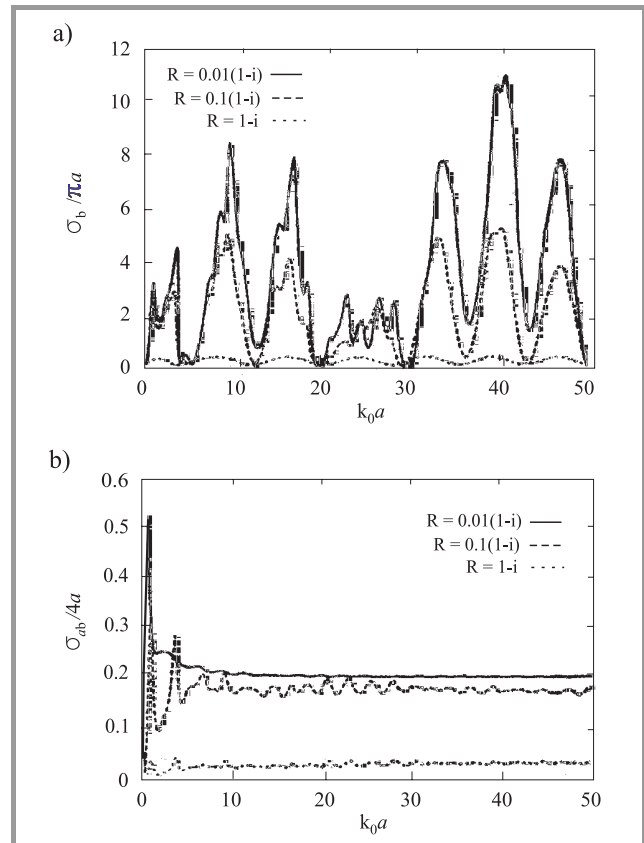 a)
12
10
8
6
4
2
0
σ_b /πa
R = 0.01(1-i)
R = 0.1(1-i)
R = 1-i
0 10 20 30 40 50
k₀a
b)
0.6
0.5
0.4
0.3
0.2
0.1
0
σ_ab/4a
R = 0.01(1-i)
R = 0.1(1-i)
R = 1-i
0 10 20 30 40 50
k₀a